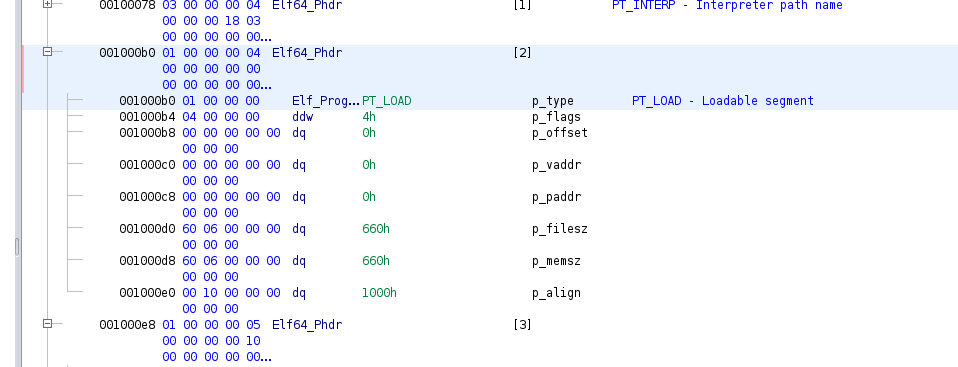 00100078 03 00 00 00 04 Elf64_Phdr [1] PT_INTERP - Interpreter path name
00 00 00 18 03
00 00 00 00 00...
001000b0 01 00 00 00 04 Elf64_Phdr [2]
00 00 00 00 00
00 00 00 00 00...
001000b0 01 00 00 00 Elf_Prog...PT_LOAD p_type PT_LOAD - Loadable segment
001000b4 04 00 00 00 ddw 4h p_flags
001000b8 00 00 00 00 00 dq 0h p_offset
00 00 00
001000c0 00 00 00 00 00 dq 0h p_vaddr
00 00 00
001000c8 00 00 00 00 00 dq 0h p_paddr
00 00 00
001000d0 60 06 00 00 00 dq 660h p_filesz
00 00 00
001000d8 60 06 00 00 00 dq 660h p_memsz
00 00 00
001000e0 00 10 00 00 00 dq 1000h p_align
00 00 00
001000e8 01 00 00 00 05 Elf64_Phdr [3]
00 00 00 00 10
00 00 00 00 00...